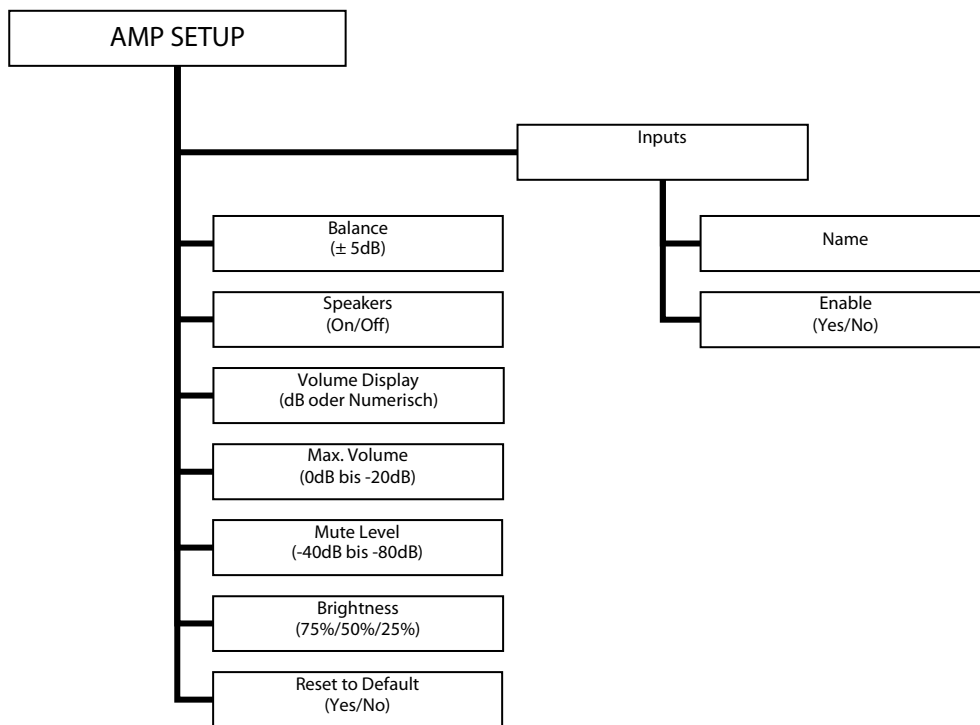 AMP SETUP
Inputs
Name
Enable
(Yes/No)
Balance
(± 5dB)
Speakers
(On/Off)
Volume Display
(dB oder Numerisch)
Max. Volume
(0dB bis -20dB)
Mute Level
(-40dB bis -80dB)
Brightness
(75%/50%/25%)
Reset to Default
(Yes/No)